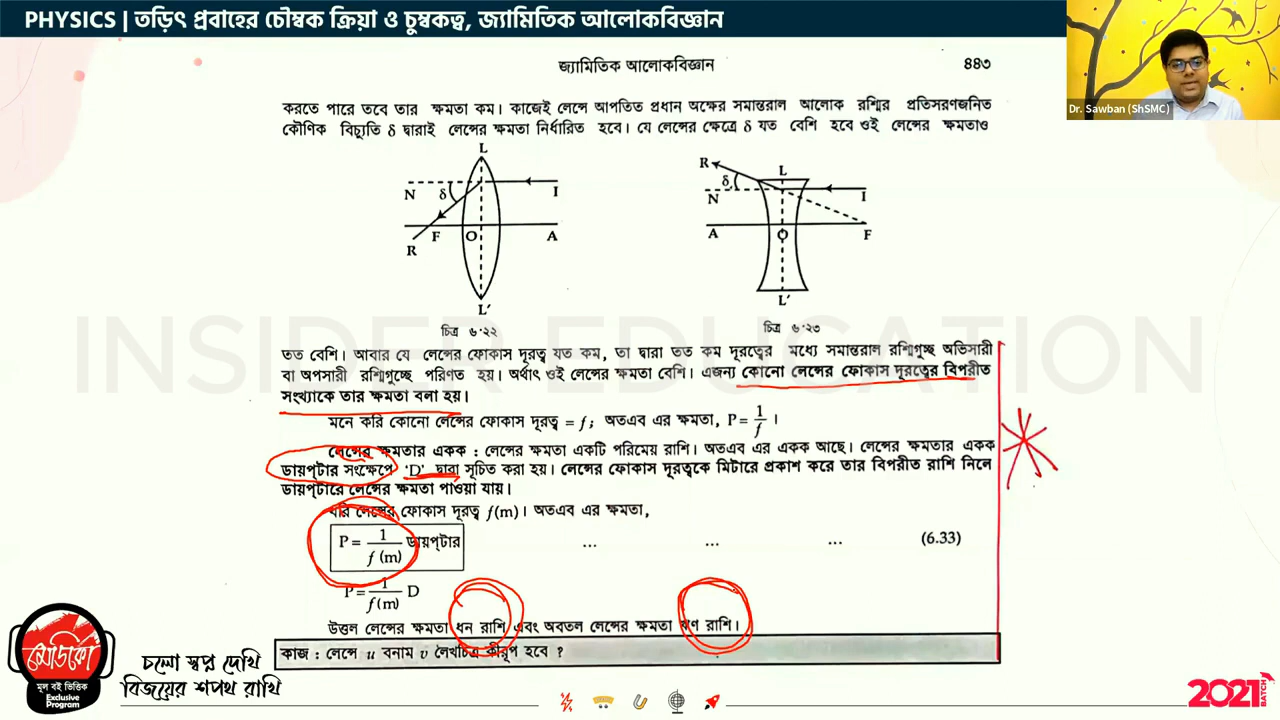 PHYSICS | তড়িৎ প্রবাহের চৌম্বক ক্রিয়া ও চুম্বকত্ব, জ্যামিতিক আলোকবিজ্ঞান
Dr. Sawban (ShSMC)
জ্যামিতিক আলোকবিজ্ঞান ৪৪৩
করতে পারে তবে তার ক্ষমতা কম। কাজেই লেন্সে আপতিত প্রধান অক্ষের সমান্তরাল আলোক রশ্মির প্রতিসরণজনিত
কৌণিক বিচ্যুতি δ দ্বারাই লেন্সের ক্ষমতা নির্ধারিত হবে। যে লেন্সের ক্ষেত্রে δ যত বেশি হবে ওই লেন্সের ক্ষমতাও
L
N δ I
R F O A
L′
চিত্র ৬·২২
R L
δ
N I
A O F
L′
চিত্র ৬·২৩
INSIDER EDUCATION
তত বেশি। আবার যে লেন্সের ফোকাস দূরত্ব যত কম, তা দ্বারা তত কম দূরত্বের মধ্যে সমান্তরাল রশ্মিগুচ্ছ অভিসারী
বা অপসারী রশ্মিগুচ্ছে পরিণত হয়। অর্থাৎ ওই লেন্সের ক্ষমতা বেশি। এজন্য কোনো লেন্সের ফোকাস দূরত্বের বিপরীত
সংখ্যাকে তার ক্ষমতা বলা হয়।
মনে করি কোনো লেন্সের ফোকাস দূরত্ব = f; অতএব এর ক্ষমতা, P = 1/f ।
লেন্সের ক্ষমতার একক : লেন্সের ক্ষমতা একটি পরিমেয় রাশি। অতএব এর একক আছে। লেন্সের ক্ষমতার একক
ডায়প্টার সংক্ষেপে 'D' দ্বারা সূচিত করা হয়। লেন্সের ফোকাস দূরত্বকে মিটারে প্রকাশ করে তার বিপরীত রাশি নিলে
ডায়প্টারে লেন্সের ক্ষমতা পাওয়া যায়।
ধরি লেন্সের ফোকাস দূরত্ব f(m)। অতএব এর ক্ষমতা,
P = 1/f (m) ডায়প্টার ... ... ... (6.33)
P = 1/f(m) D
উত্তল লেন্সের ক্ষমতা ধন রাশি এবং অবতল লেন্সের ক্ষমতা ঋণ রাশি।
কাজ : লেন্সে u বনাম v লৈখচিত্র কীরূপ হবে ?
মূল বই ভিত্তিক
Exclusive
Program
চলো স্বপ্ন দেখি
বিজয়ের শপথ রাখি
2021 BATCH